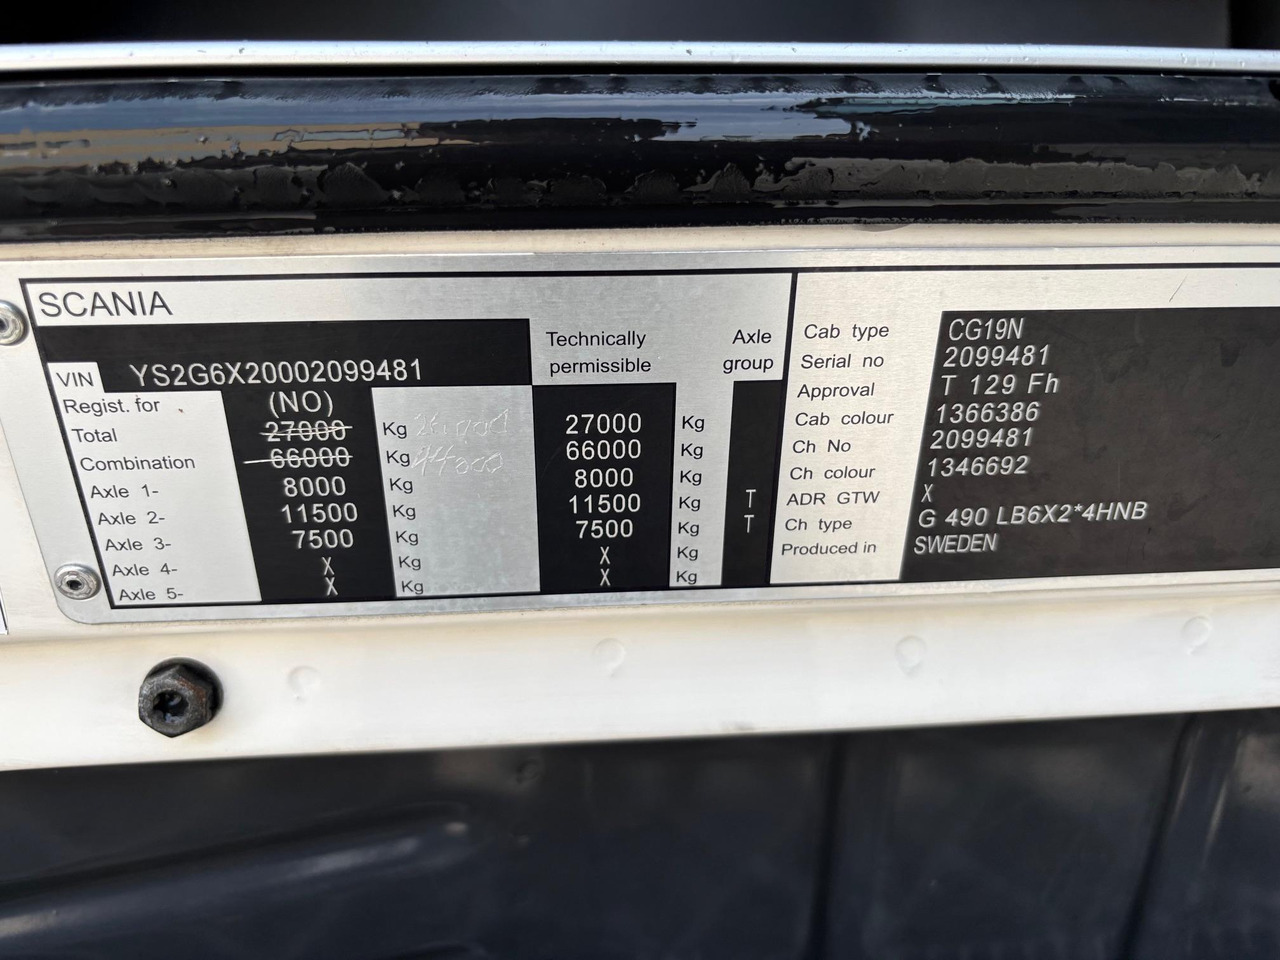 SCANIA
VIN YS2G6X20002099481
Technically permissible
Axle group
Regist. for (NO)
Total 27000 Kg 27000 Kg
Combination 66000 Kg 44000 66000 Kg
Axle 1- 8000 Kg 8000 Kg
Axle 2- 11500 Kg 11500 Kg T
Axle 3- 7500 Kg 7500 Kg T
Axle 4- X Kg X Kg
Axle 5- X Kg X Kg
Cab type CG19N
Serial no 2099481
Approval T 129 Fh
Cab colour 1366386
Ch No 2099481
Ch colour 1346692
ADR GTW X
Ch type G 490 LB6X2*4HNB
Produced in SWEDEN